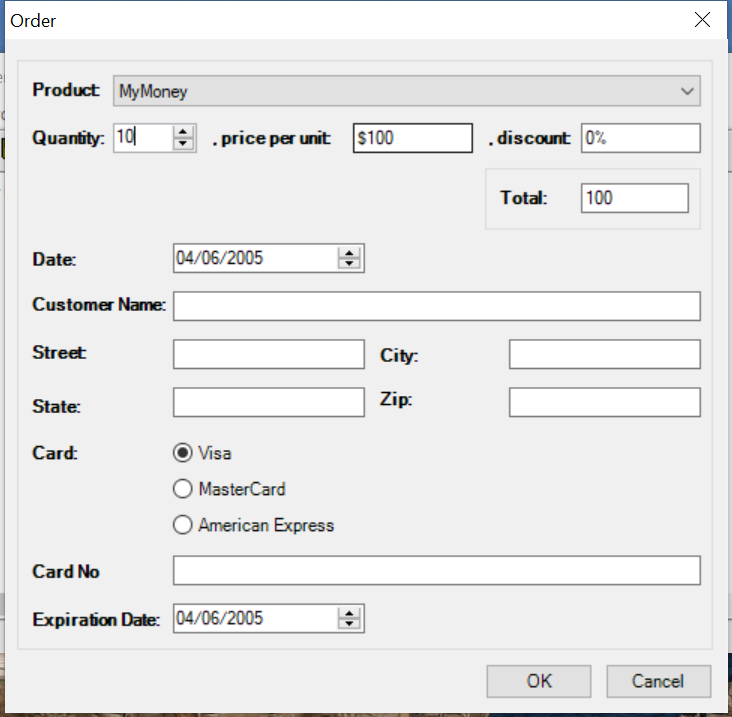 Order
Product: MyMoney
Quantity: 10 , price per unit: $100 , discount: 0%
Total: 100
Date: 04/06/2005
Customer Name:
Street: City:
State: Zip:
Card: Visa
MasterCard
American Express
Card No
Expiration Date: 04/06/2005
OK Cancel